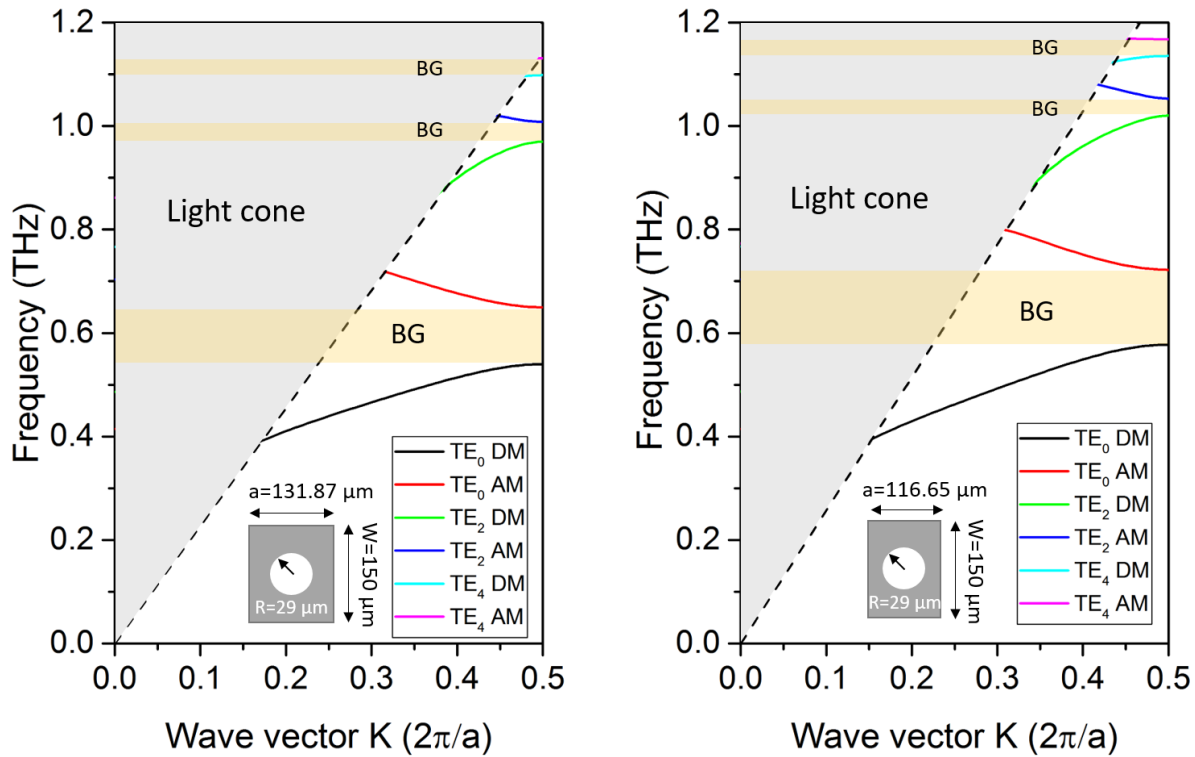 1.2
1.0
0.8
0.6
0.4
0.2
0.0
Frequency (THz)
BG
BG
Light cone
BG
a=131.87 μm
W=150 μm
R=29 μm
TE₀ DM
TE₀ AM
TE₂ DM
TE₂ AM
TE₄ DM
TE₄ AM
0.0 0.1 0.2 0.3 0.4 0.5
Wave vector K (2π/a)
1.2
1.0
0.8
0.6
0.4
0.2
0.0
Frequency (THz)
BG
BG
Light cone
BG
a=116.65 μm
W=150 μm
R=29 μm
TE₀ DM
TE₀ AM
TE₂ DM
TE₂ AM
TE₄ DM
TE₄ AM
0.0 0.1 0.2 0.3 0.4 0.5
Wave vector K (2π/a)